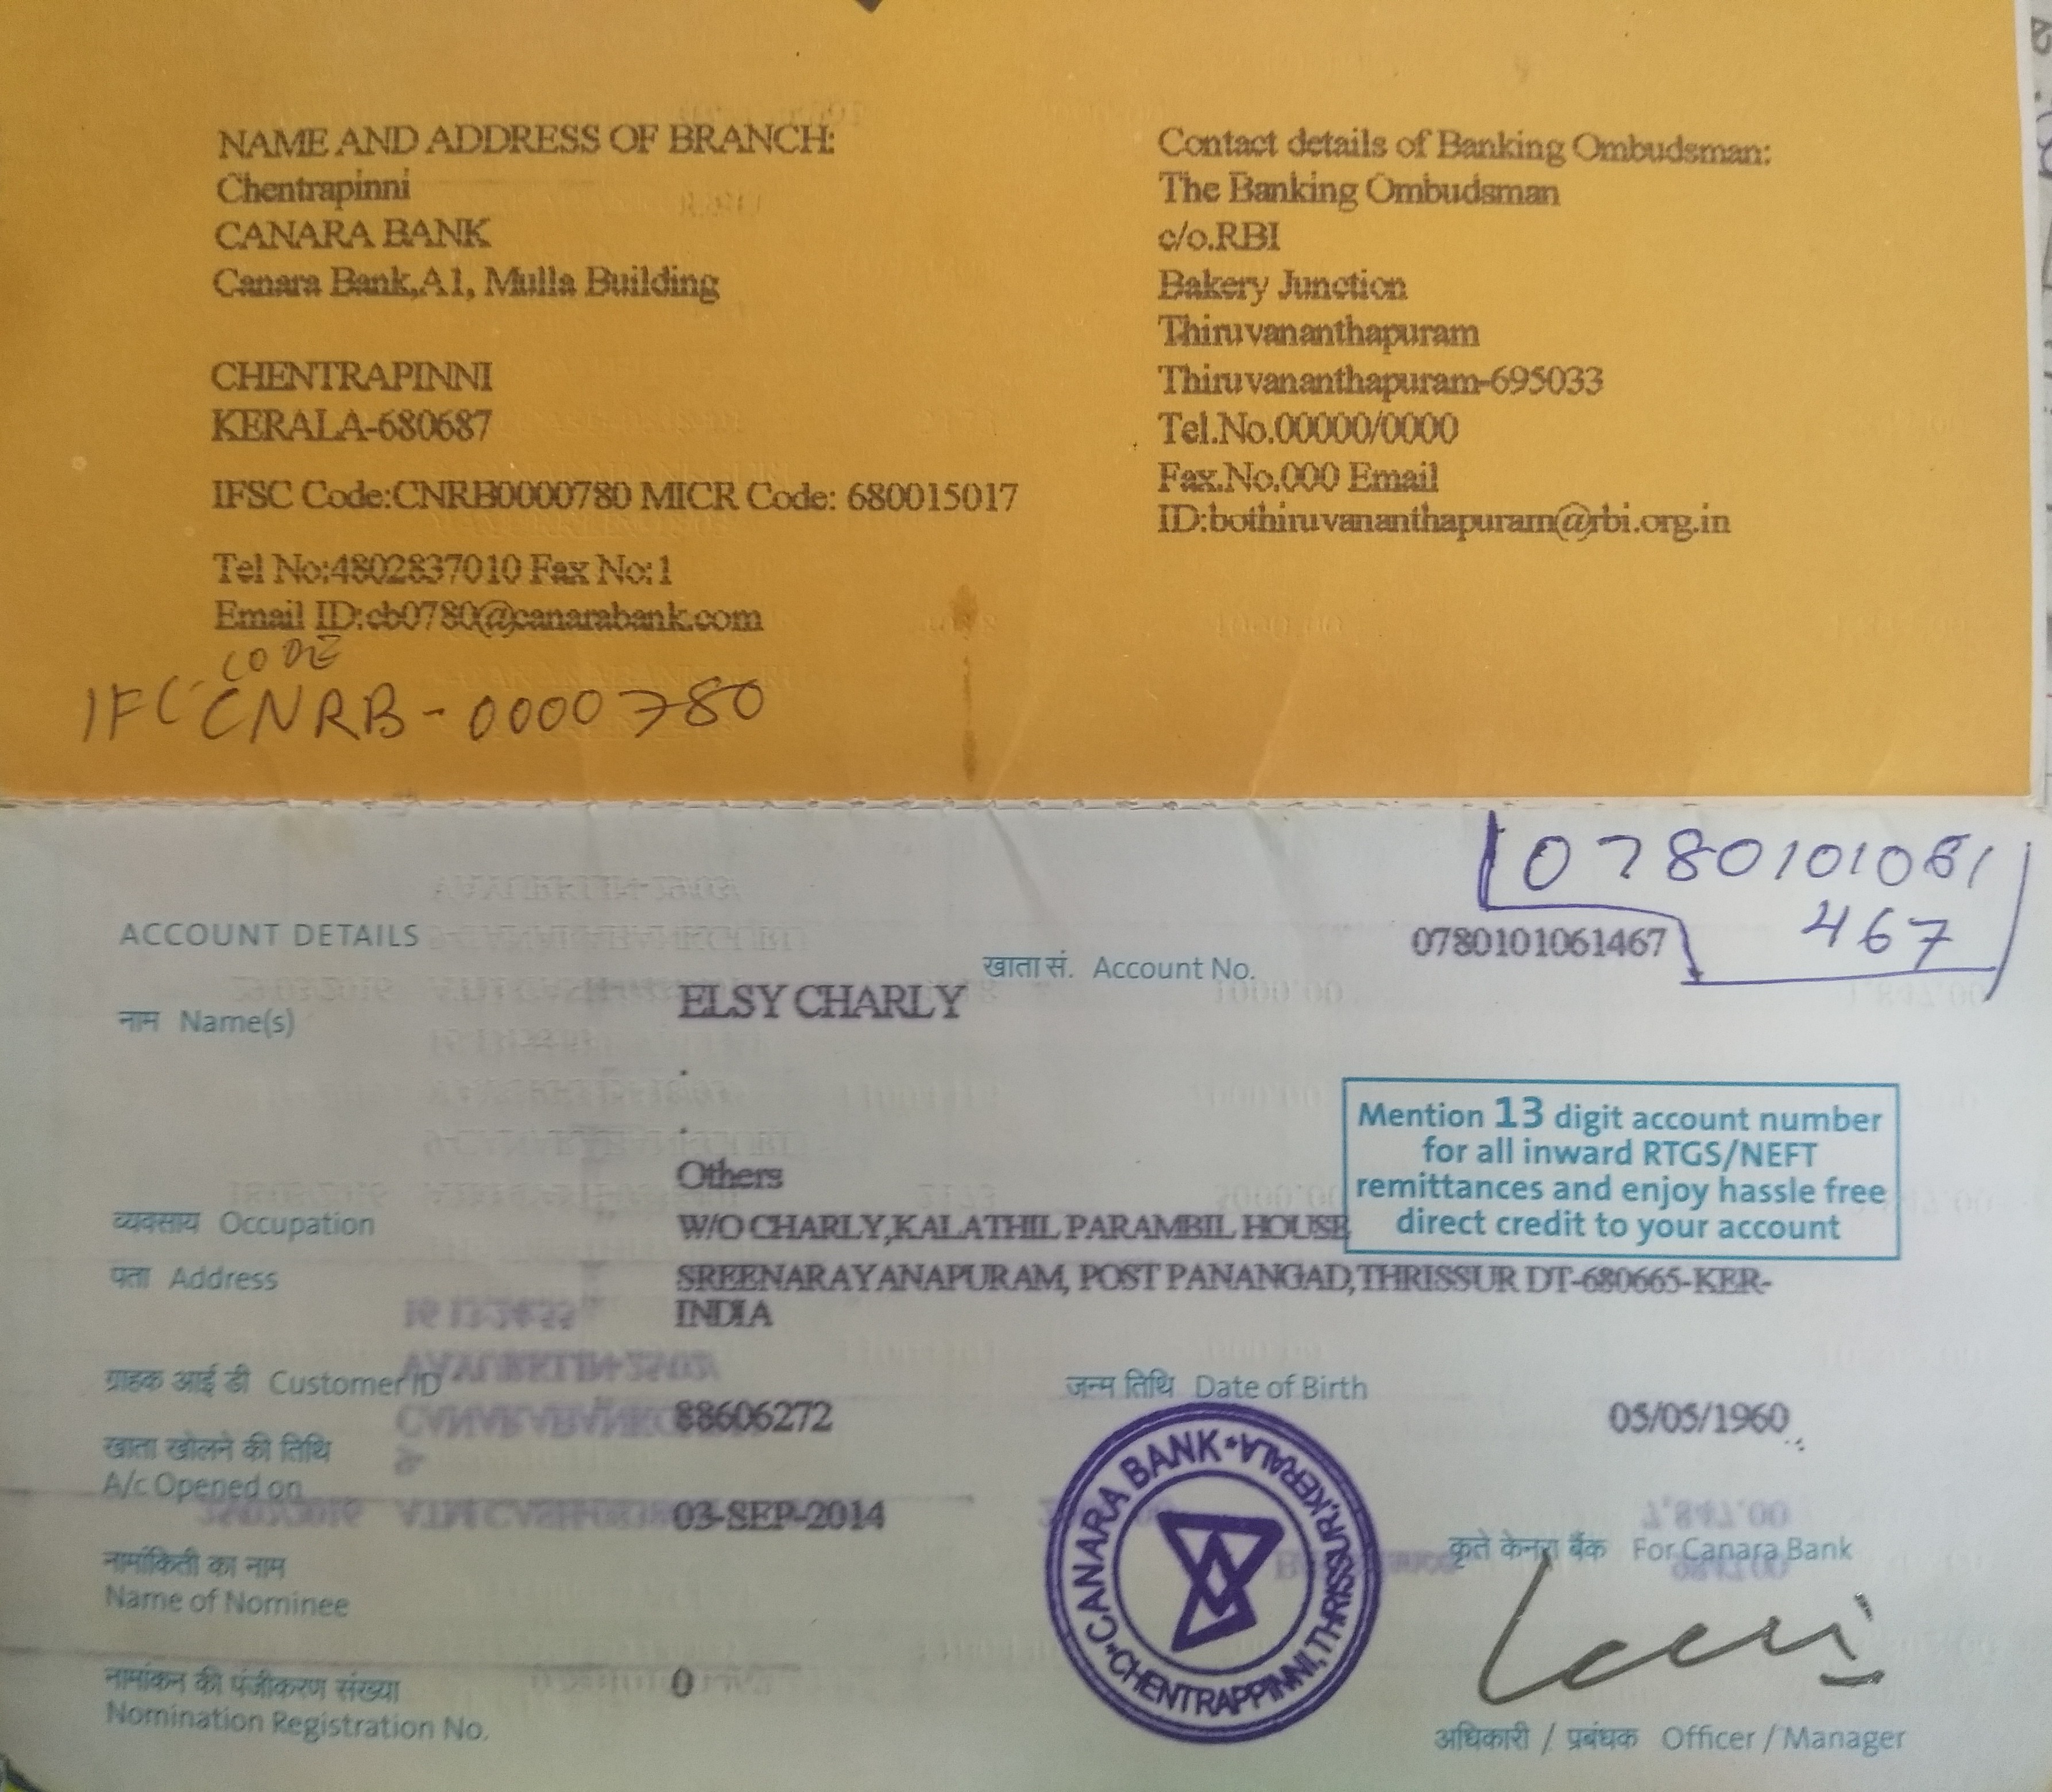 NAME AND ADDRESS OF BRANCH:
Chentrapinni
CANARA BANK
Canara Bank,A1, Mulla Building
CHENTRAPINNI
KERALA-680687
IFSC Code:CNRB0000780 MICR Code: 680015017
Tel No:4802837010 Fax No:1
Email ID:cb0780@canarabank.com
CODE
IFC CNRB-0000780
Contact details of Banking Ombudsman:
The Banking Ombudsman
c/o.RBI
Bakery Junction
Thiruvananthapuram
Thiruvananthapuram-695033
Tel.No.00000/0000
Fax.No.000 Email
ID:bothiruvananthapuram@rbi.org.in
0780101061
467
ACCOUNT DETAILS
खाता सं. Account No. 0780101061467
नाम Name(s) ELSY CHARLY
.
.
Mention 13 digit account number
for all inward RTGS/NEFT
remittances and enjoy hassle free
direct credit to your account
Others
व्यवसाय Occupation
W/O CHARLY,KALATHIL PARAMBIL HOUSE
पता Address
SREENARAYANAPURAM, POST PANANGAD,THRISSUR DT-680665-KER-
INDIA
ग्राहक आई डी Customer ID 88606272
जन्म तिथि Date of Birth 05/05/1960
खाता खोलने की तिथि
A/c Opened on 03-SEP-2014
नामांकिती का नाम
Name of Nominee
नामांकन की पंजीकरण संख्या 0
Nomination Registration No.
CANARA BANK * CHENTRAPPINNI, THRISSUR, KERALA *
कृते केनरा बैंक For Canara Bank
अधिकारी / प्रबंधक Officer / Manager